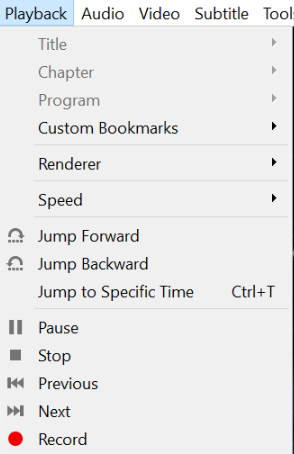 Playback Audio Video Subtitle
Title
Chapter
Program
Custom Bookmarks
Renderer
Speed
Jump Forward
Jump Backward
Jump to Specific Time Ctrl+T
Pause
Stop
Previous
Next
Record